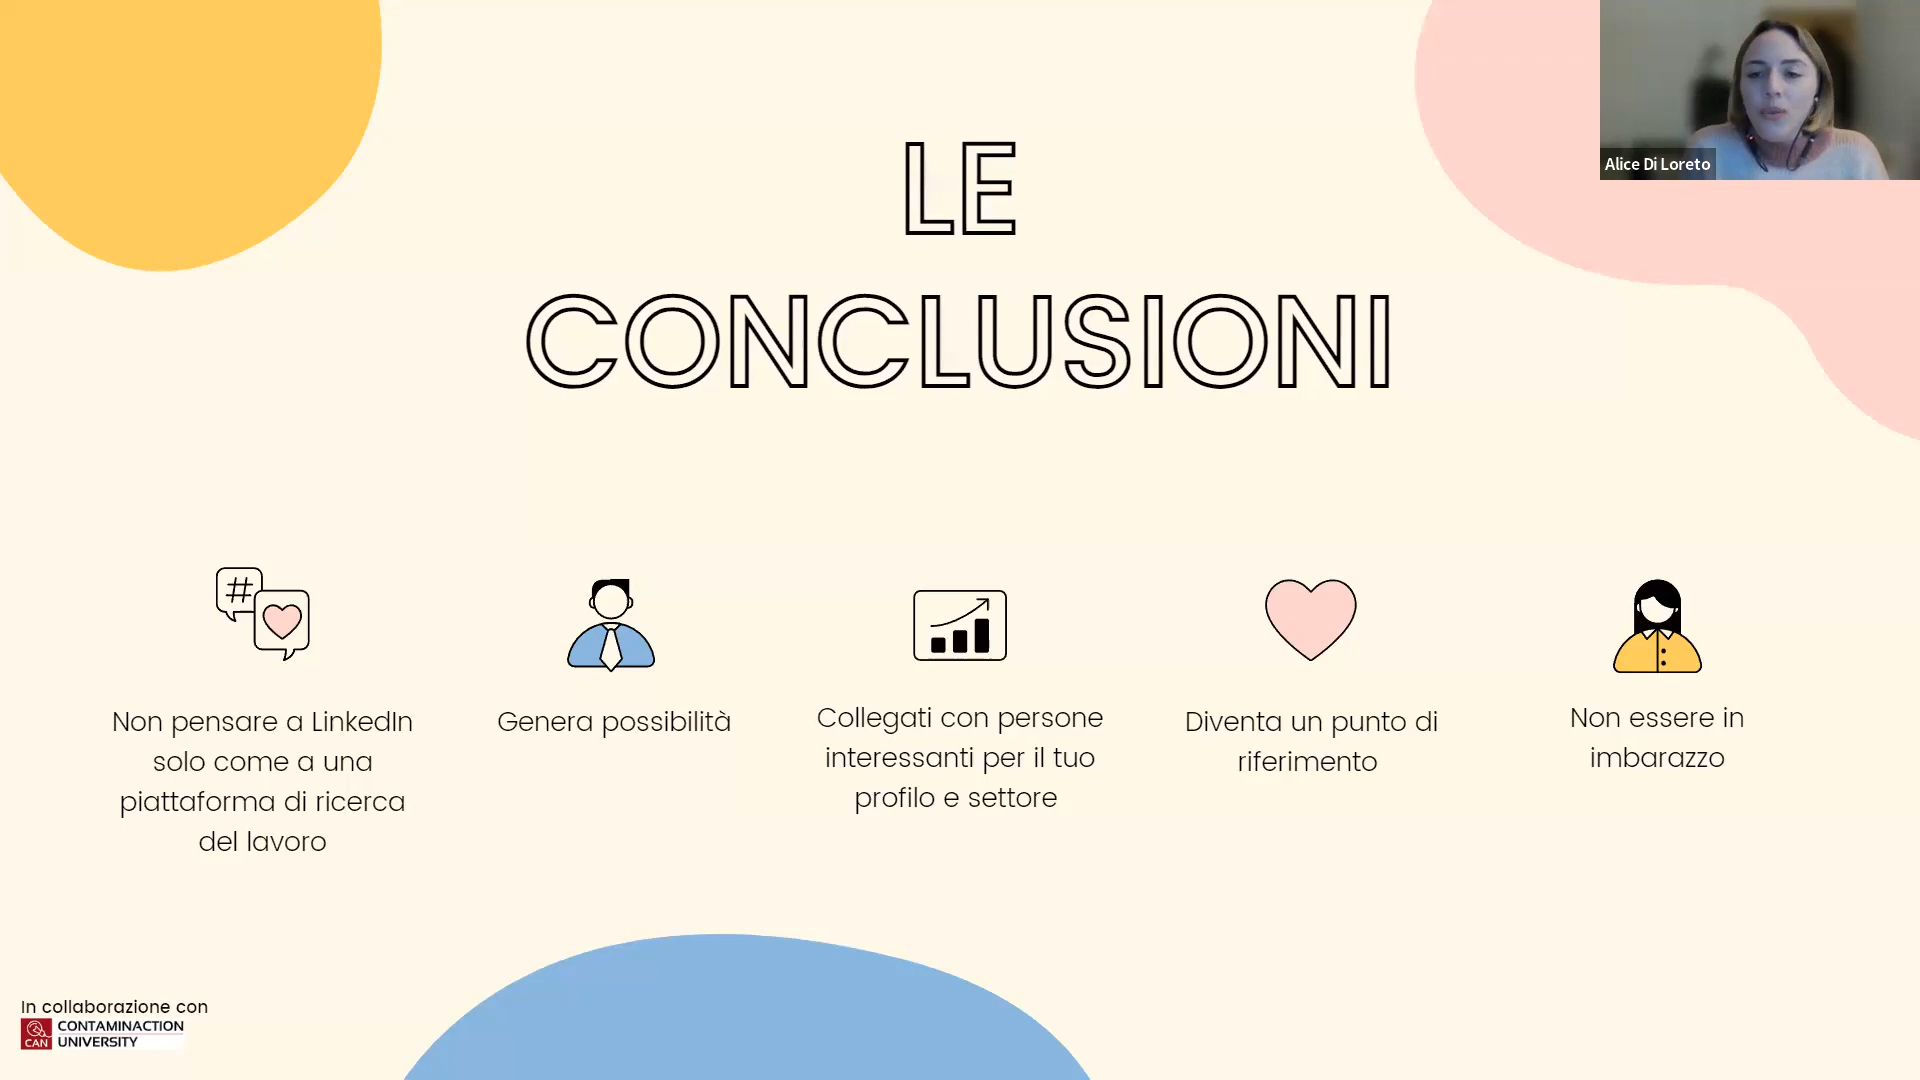 Alice Di Loreto
LE
CONCLUSIONI
#
Non pensare a LinkedIn
solo come a una
piattaforma di ricerca
del lavoro
Genera possibilità
Collegati con persone
interessanti per il tuo
profilo e settore
Diventa un punto di
riferimento
Non essere in
imbarazzo
In collaborazione con
CAN
CONTAMINACTION
UNIVERSITY